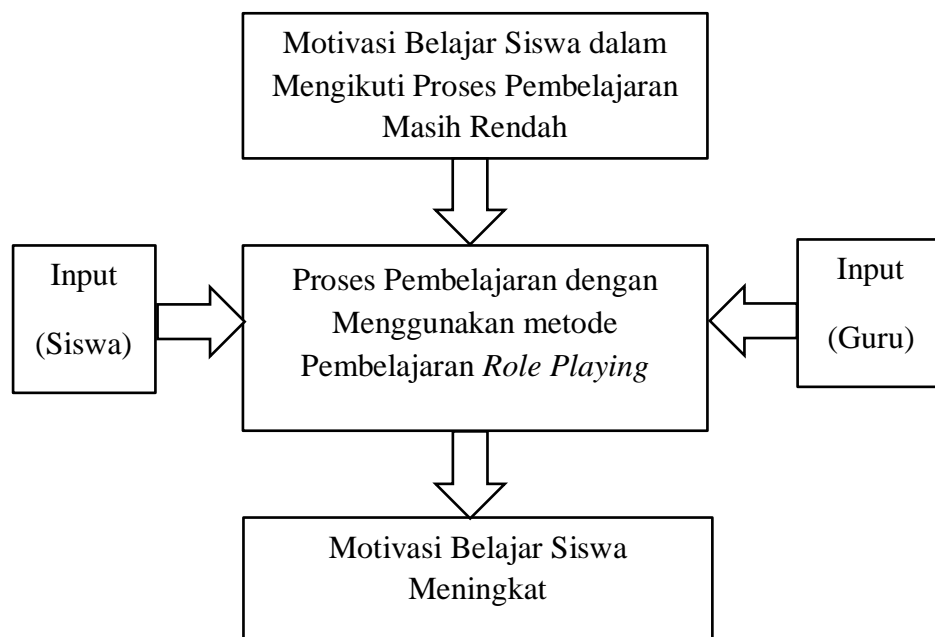 Motivasi Belajar Siswa dalam
Mengikuti Proses Pembelajaran
Masih Rendah
Input
(Siswa)
Proses Pembelajaran dengan
Menggunakan metode
Pembelajaran Role Playing
Input
(Guru)
Motivasi Belajar Siswa
Meningkat